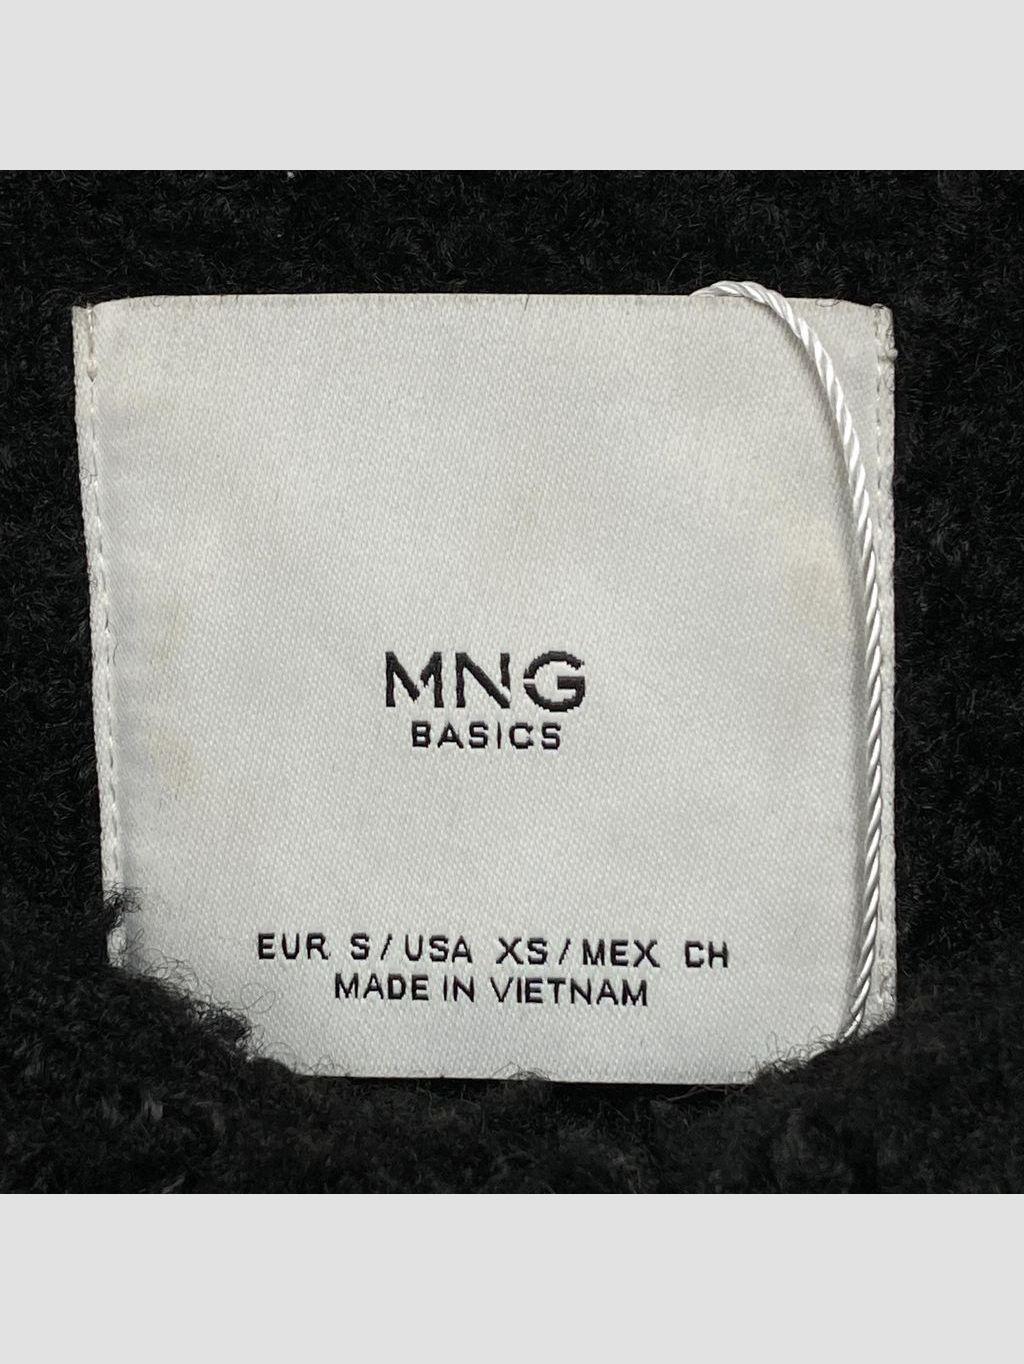 MNG
BASICS
EUR S/USA XS/MEX CH
MADE IN VIETNAM